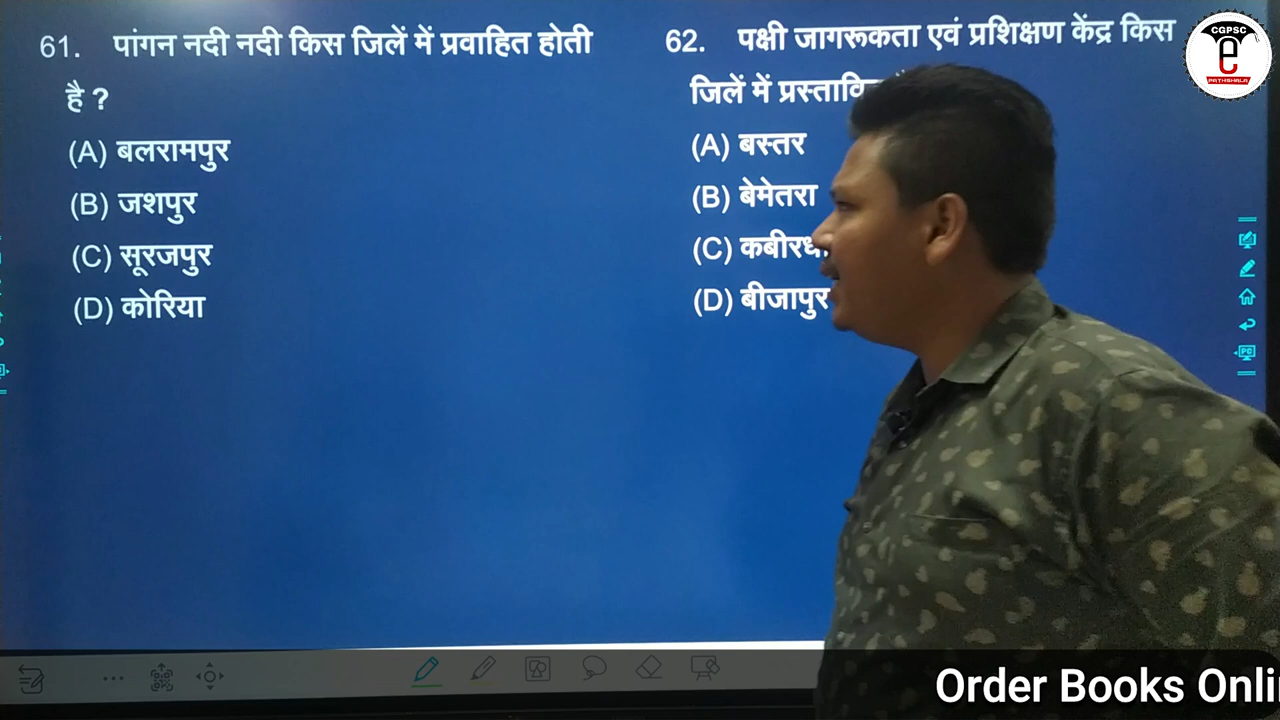 61. पांगन नदी नदी किस जिलें में प्रवाहित होती
है ?
(A) बलरामपुर
(B) जशपुर
(C) सूरजपुर
(D) कोरिया
62. पक्षी जागरूकता एवं प्रशिक्षण केंद्र किस
जिलें में
(A) बस्तर
(B) बेमेतरा
(C)
(D) बीजापुर
CGPSC
e
PATHSHALA
PC
Order Books